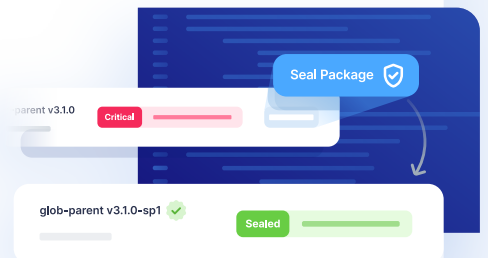 Seal Package
parent v3.1.0
Critical
glob-parent v3.1.0-sp1
Sealed